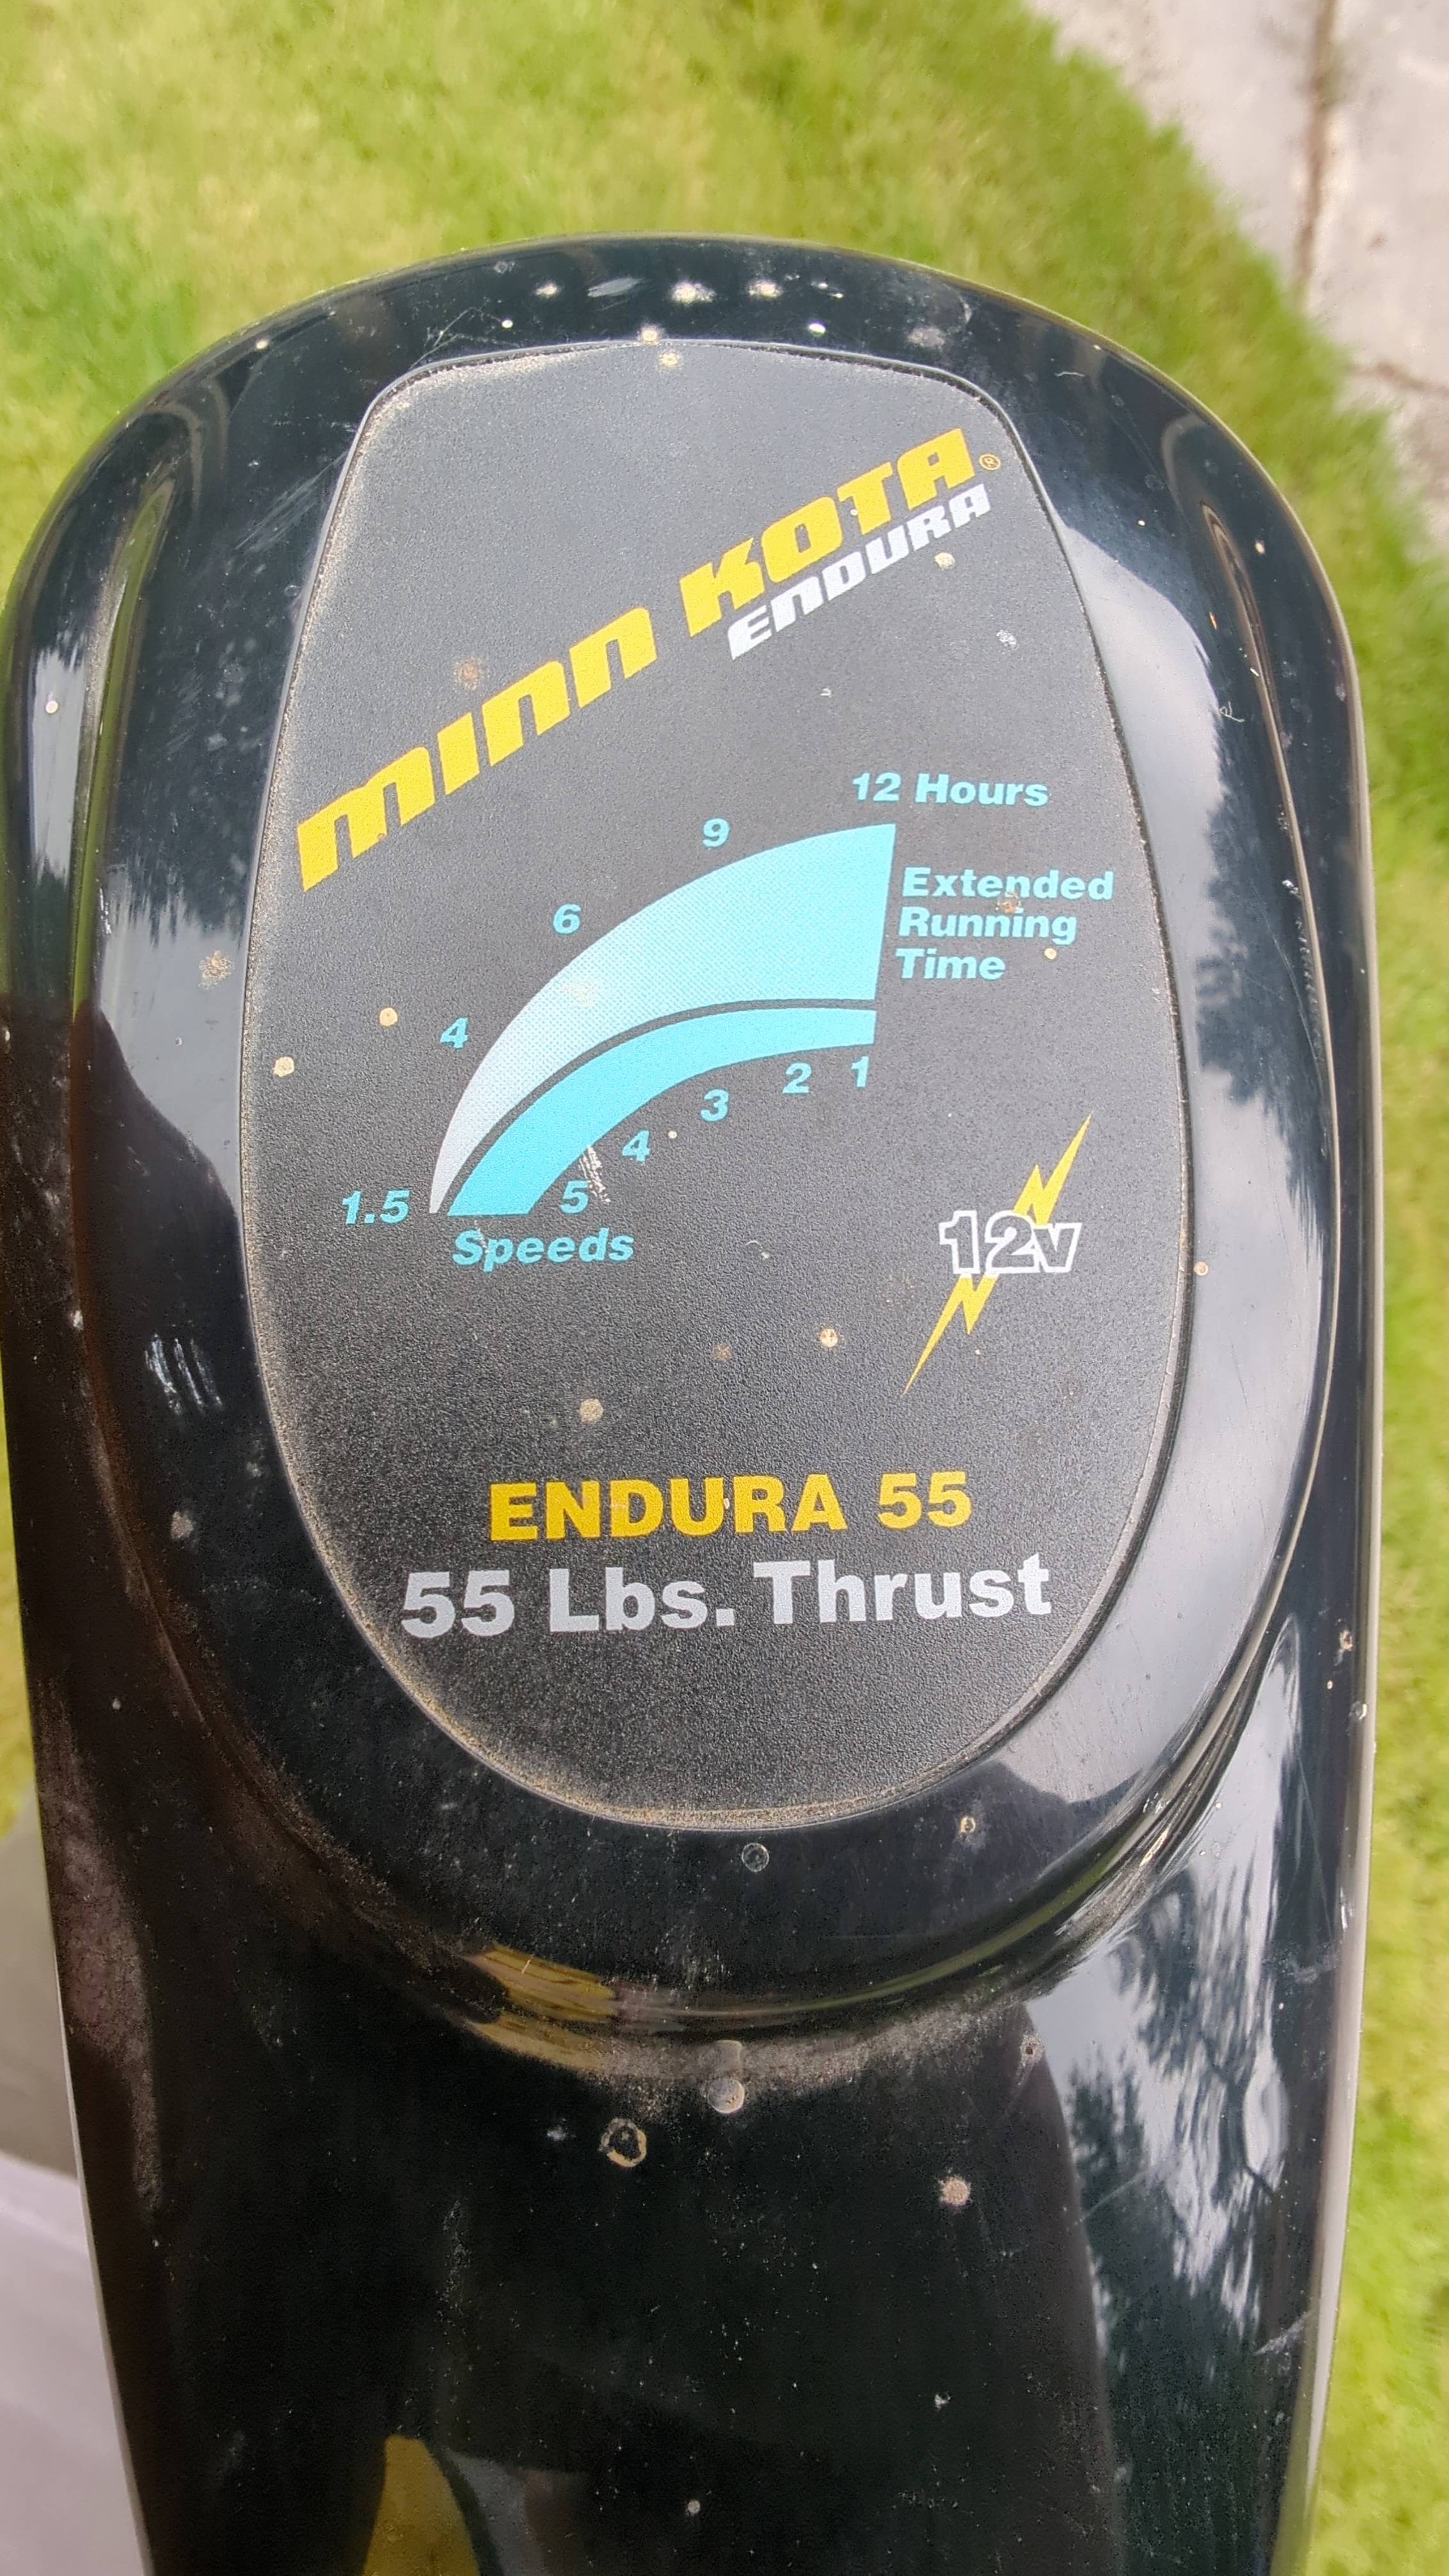 MINN KOTA®
ENDURA
12 Hours
9
6
4
1.5
Extended
Running
Time
1
2
3
4
5
Speeds
12v
ENDURA 55
55 Lbs. Thrust